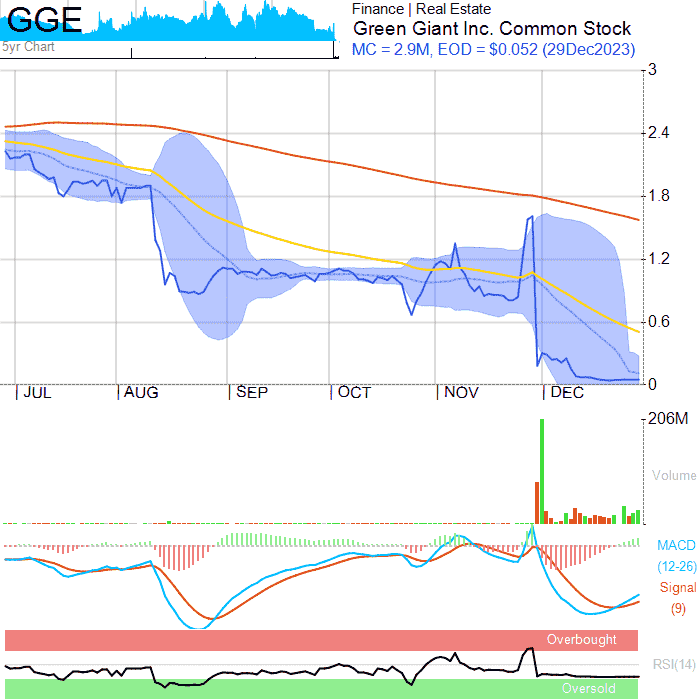 GGE
5yr Chart
Finance | Real Estate
Green Giant Inc. Common Stock
MC = 2.9M, EOD = $0.052 (29Dec2023)
3
2.4
1.8
1.2
0.6
0
JUL AUG SEP OCT NOV DEC
206M
Volume
MACD
(12-26)
Signal
(9)
Overbought
RSI(14)
Oversold